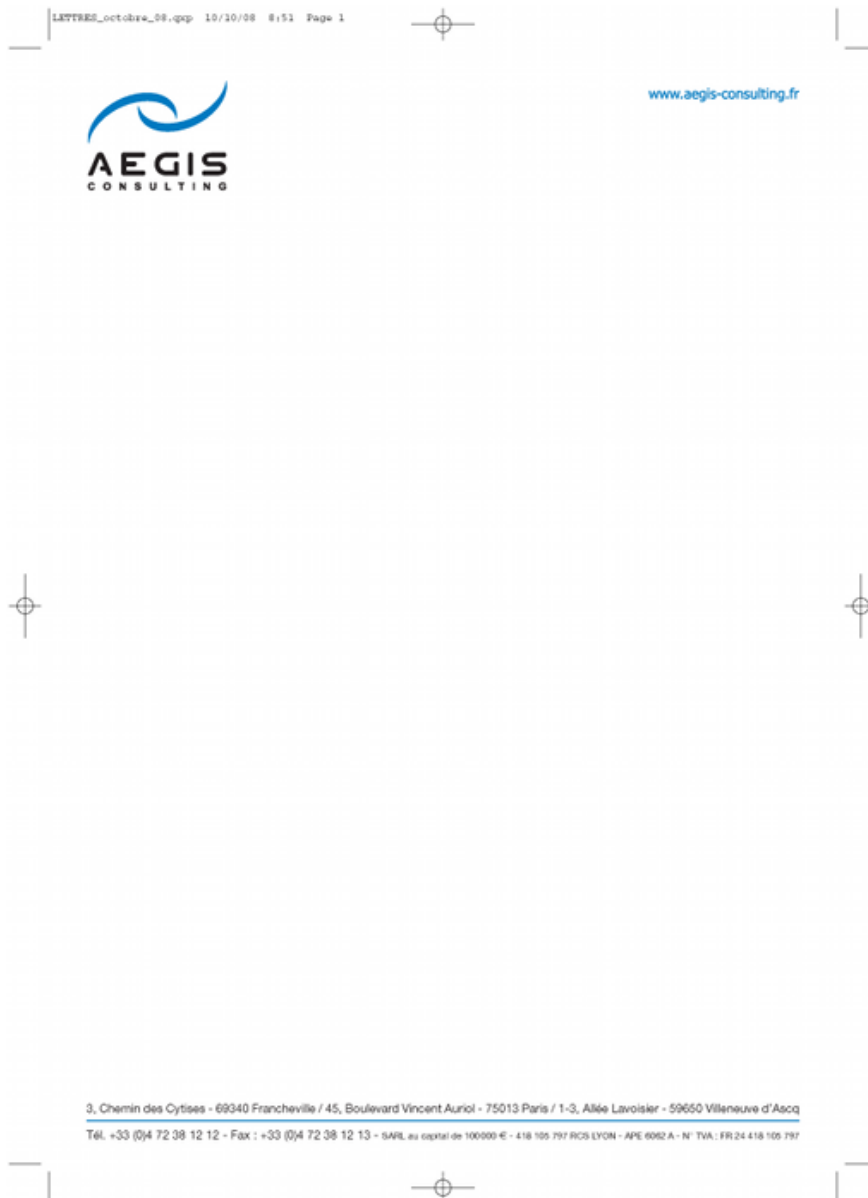 LETTRES_octobre_08.qxp 10/10/08 8:51 Page 1
www.aegis-consulting.fr
AEGIS
CONSULTING
3, Chemin des Cytises - 69340 Francheville / 45, Boulevard Vincent Auriol - 75013 Paris / 1-3, Allée Lavoisier - 59650 Villeneuve d'Ascq
Tél. +33 (0)4 72 38 12 12 - Fax : +33 (0)4 72 38 12 13 - SARL au capital de 100000 € - 418 105 797 RCS LYON - APE 6062 A - N° TVA : FR 24 418 105 797